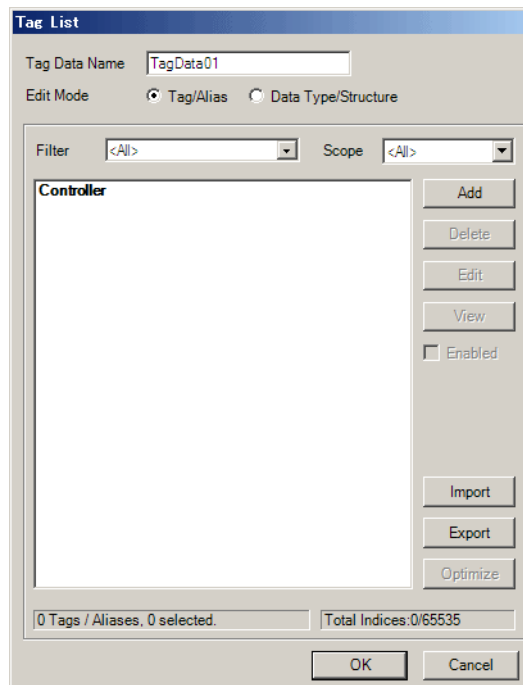 Tag List
Tag Data Name TagData01
Edit Mode Tag/Alias Data Type/Structure
Filter <All> Scope <All>
Controller
Add
Delete
Edit
View
Enabled
Import
Export
Optimize
0 Tags / Aliases, 0 selected. Total Indices:0/65535
OK Cancel